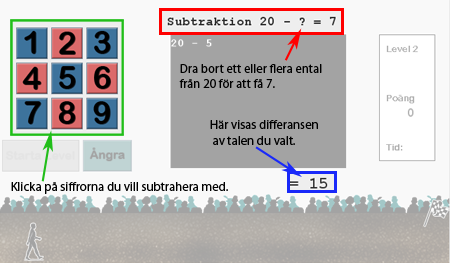 Subtraktion 20 - ? = 7
1 2 3
4 5 6
7 8 9
20 - 5
Dra bort ett eller flera ental
från 20 för att få 7.
Här visas differansen
av talen du valt.
= 15
Level 2
Poäng
0
Tid:
Ångra
Klicka på siffrorna du vill subtrahera med.